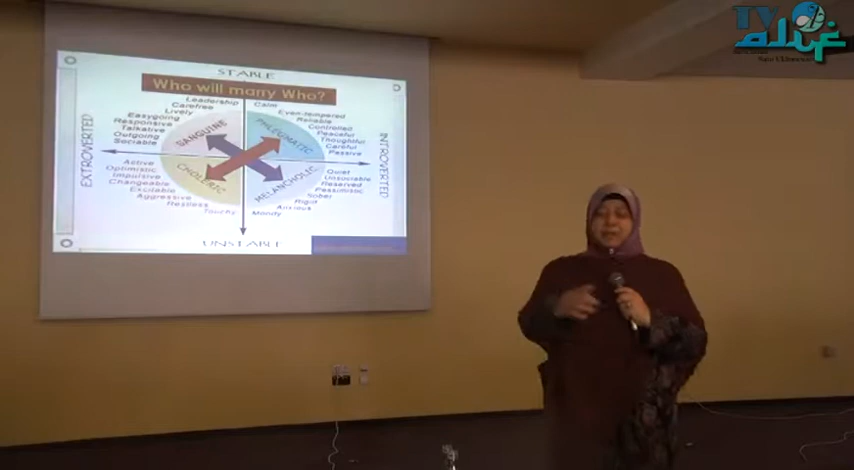 TV
aLiF
STABLE
Who will marry Who?
Leadership
Carefree
Lively
Easygoing
Responsive
Talkative
Outgoing
Sociable
Calm
Even-tempered
Reliable
Controlled
Peaceful
Thoughtful
Careful
Passive
SANGUINE
PHLEGMATIC
EXTROVERTED
INTROVERTED
CHOLERIC
MELANCHOLIC
Active
Optimistic
Impulsive
Changeable
Excitable
Aggressive
Restless
Touchy
Quiet
Unsociable
Reserved
Pessimistic
Sober
Rigid
Anxious
Moody
UNSTABLE